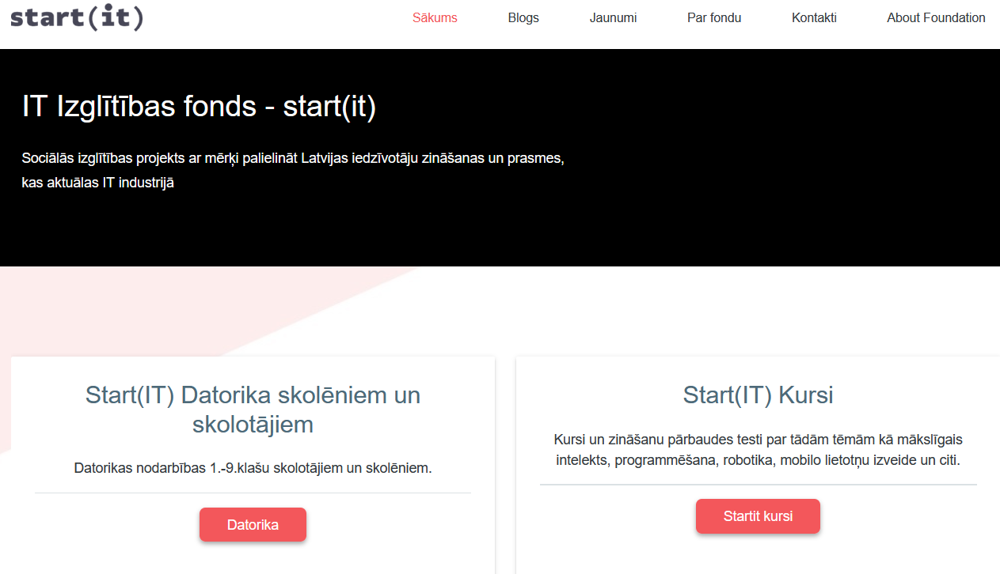 start(it)
Sākums
Blogs
Jaunumi
Par fondu
Kontakti
About Foundation
IT Izglītības fonds - start(it)
Sociālās izglītības projekts ar mērķi palielināt Latvijas iedzīvotāju zināšanas un prasmes,
kas aktuālas IT industrijā
Start(IT) Datorika skolēniem un
skolotājiem
Datorikas nodarbības 1.-9.klašu skolotājiem un skolēniem.
Datorika
Start(IT) Kursi
Kursi un zināšanu pārbaudes testi par tādām tēmām kā mākslīgais
intelekts, programmēšana, robotika, mobilo lietotņu izveide un citi.
Startit kursi